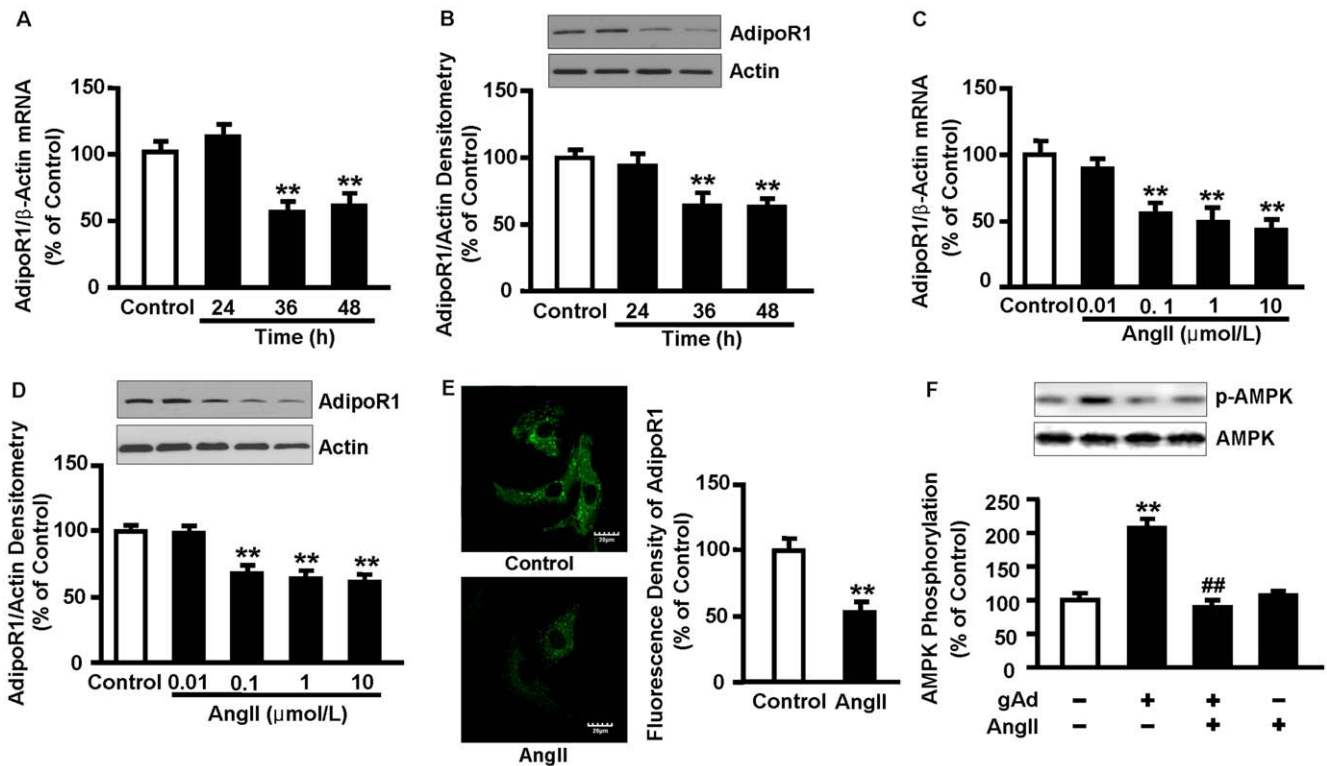 A
AdipoR1/β-Actin mRNA
(% of Control)
150
100
50
0
**
**
Control
24
36
48
Time (h)
B
AdipoR1
Actin
AdipoR1/Actin Densitometry
(% of Control)
150
100
50
0
**
**
Control
24
36
48
Time (h)
C
AdipoR1/β-Actin mRNA
(% of Control)
150
100
50
0
**
**
**
Control
0.01
0. 1
1
10
AngII (μmol/L)
D
AdipoR1
Actin
AdipoR1/Actin Densitometry
(% of Control)
150
100
50
0
**
**
**
Control
0.01
0.1
1
10
AngII (μmol/L)
E
20μm
Control
20μm
AngII
Fluorescence Density of AdipoR1
(% of Control)
150
100
50
0
**
Control
AngII
F
p-AMPK
AMPK
AMPK Phosphorylation
(% of Control)
250
200
150
100
50
0
**
##
gAd − + + −
AngII − − + +